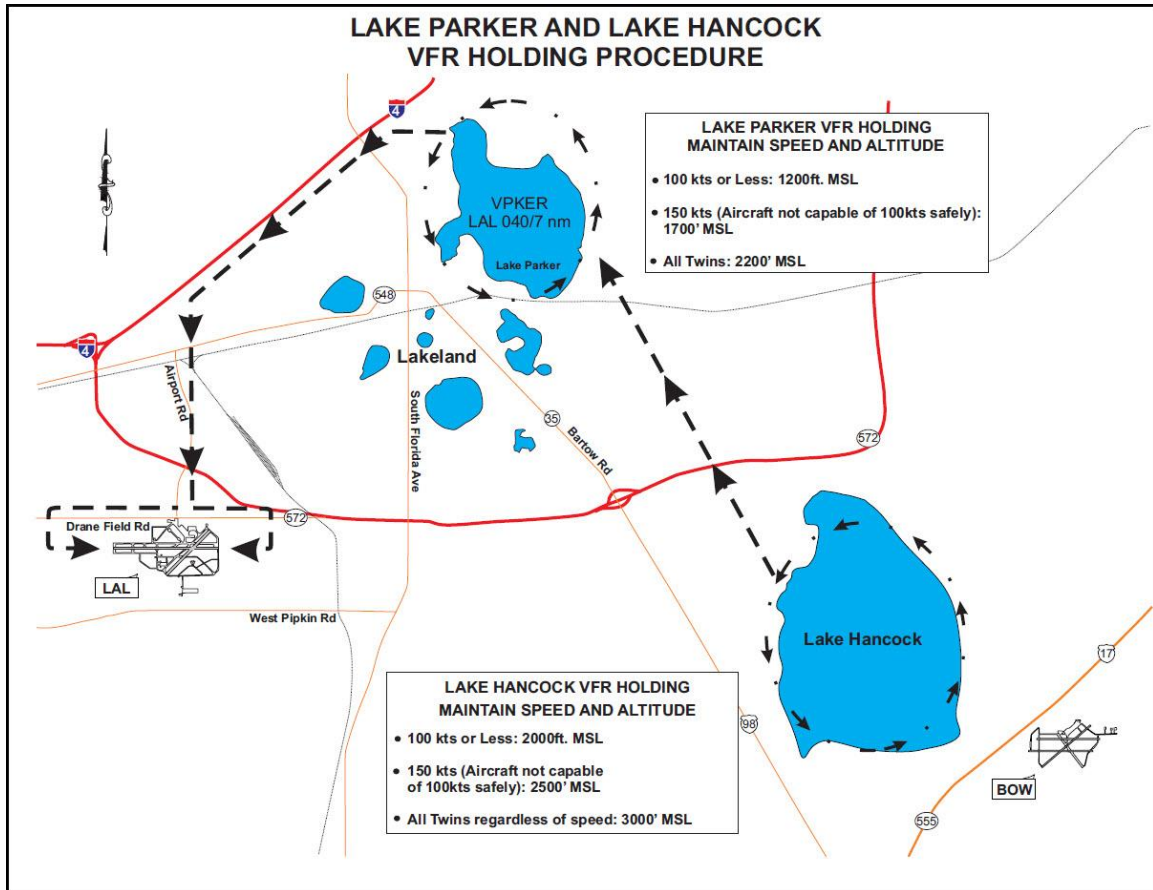 LAKE PARKER AND LAKE HANCOCK
VFR HOLDING PROCEDURE
4
LAKE PARKER VFR HOLDING
MAINTAIN SPEED AND ALTITUDE
• 100 kts or Less: 1200ft. MSL
• 150 kts (Aircraft not capable of 100kts safely):
1700' MSL
• All Twins: 2200' MSL
VPKER
LAL 040/7 nm
Lake Parker
548
4
Lakeland
Airport Rd
South Florida Ave
35
Bartow Rd
572
572
Drane Field Rd
LAL
West Pipkin Rd
Lake Hancock
17
LAKE HANCOCK VFR HOLDING
MAINTAIN SPEED AND ALTITUDE
• 100 kts or Less: 2000ft. MSL
• 150 kts (Aircraft not capable
of 100kts safely): 2500' MSL
• All Twins regardless of speed: 3000' MSL
98
BOW
555